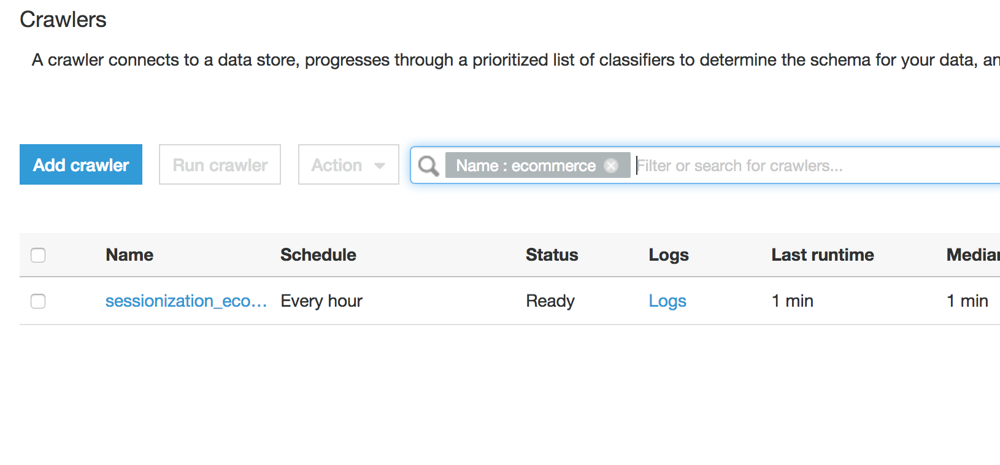 Crawlers
A crawler connects to a data store, progresses through a prioritized list of classifiers to determine the schema for your data, an
Add crawler Run crawler Action Name : ecommerce Filter or search for crawlers...
Name Schedule Status Logs Last runtime Median
sessionization_eco... Every hour Ready Logs 1 min 1 min